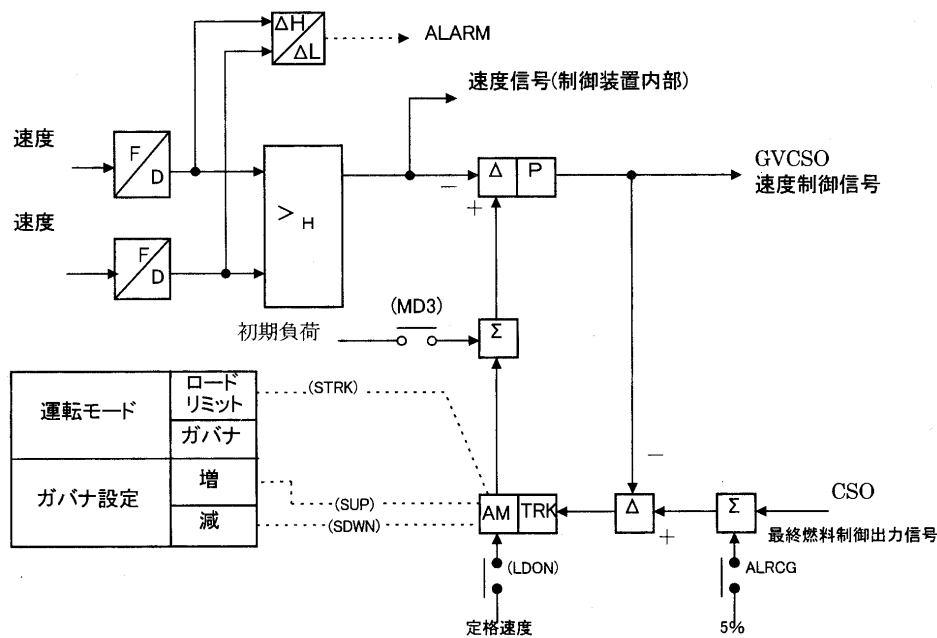 ΔH
ΔL
ALARM
速度信号(制御装置内部)
速度
F
D
>H
Δ P
GVCSO
速度制御信号
−
+
速度
F
D
(MD3)
初期負荷
Σ
運転モード
ロード
リミット
ガバナ
(STRK)
ガバナ設定
増
減
(SUP)
(SDWN)
AM TRK
Δ
−
+
Σ
CSO
最終燃料制御出力信号
(LDON)
定格速度
ALRCG
5%